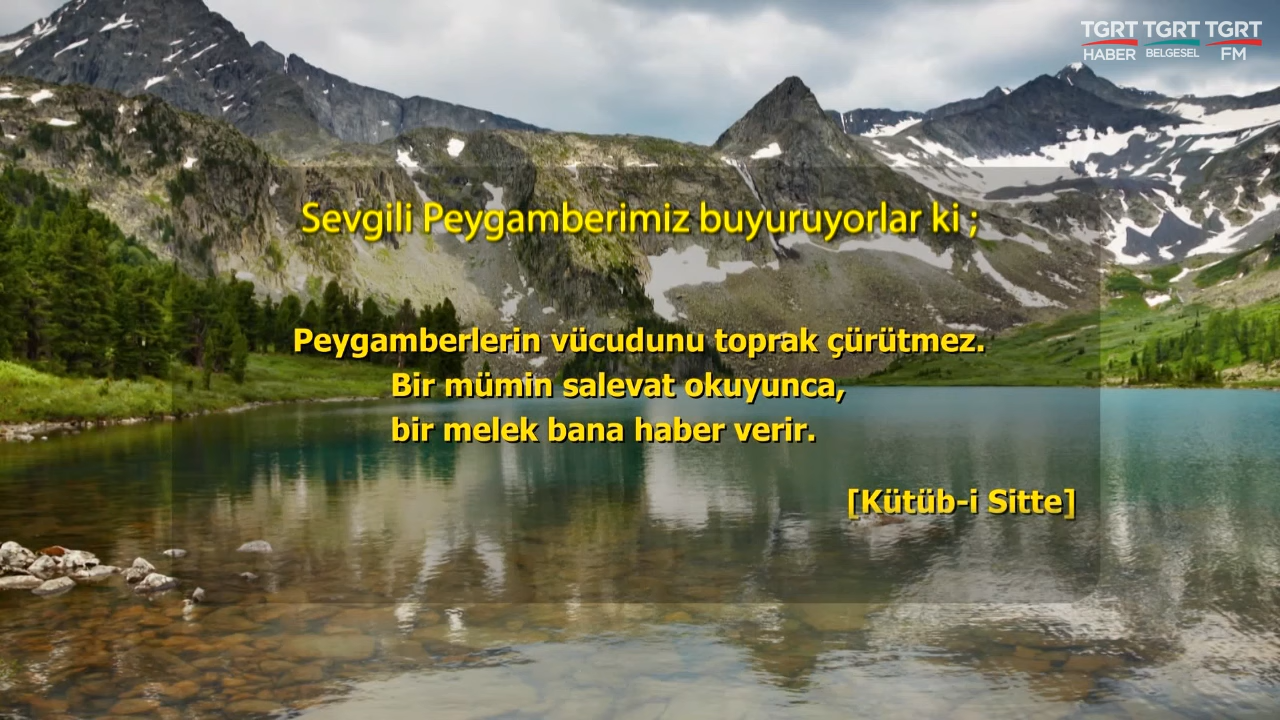 TGRT TGRT TGRT
HABER BELGESEL FM
Sevgili Peygamberimiz buyuruyorlar ki ;
Peygamberlerin vücudunu toprak çürütmez.
Bir mümin salevat okuyunca,
bir melek bana haber verir.
[Kütüb-i Sitte]